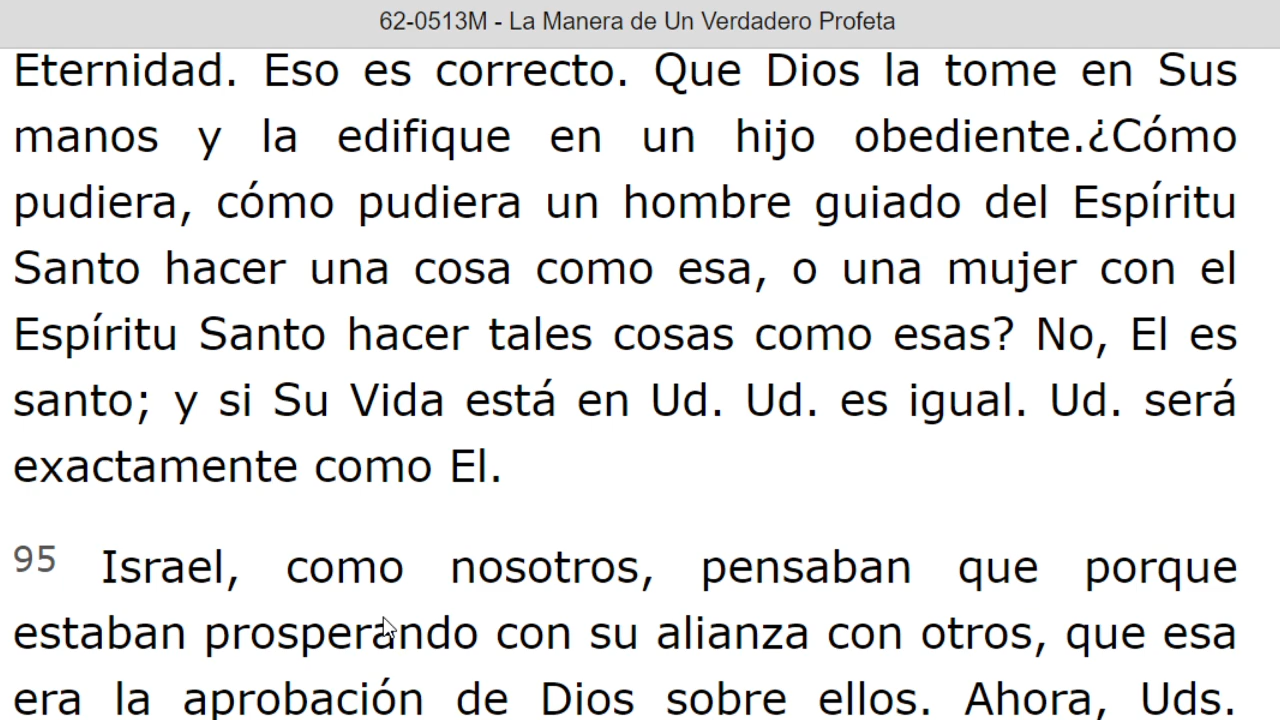 62-0513M - La Manera de Un Verdadero Profeta
Eternidad. Eso es correcto. Que Dios la tome en Sus
manos y la edifique en un hijo obediente.¿Cómo
pudiera, cómo pudiera un hombre guiado del Espíritu
Santo hacer una cosa como esa, o una mujer con el
Espíritu Santo hacer tales cosas como esas? No, El es
santo; y si Su Vida está en Ud. Ud. es igual. Ud. será
exactamente como El.
95 Israel, como nosotros, pensaban que porque
estaban prosperando con su alianza con otros, que esa
era la aprobación de Dios sobre ellos. Ahora, Uds.